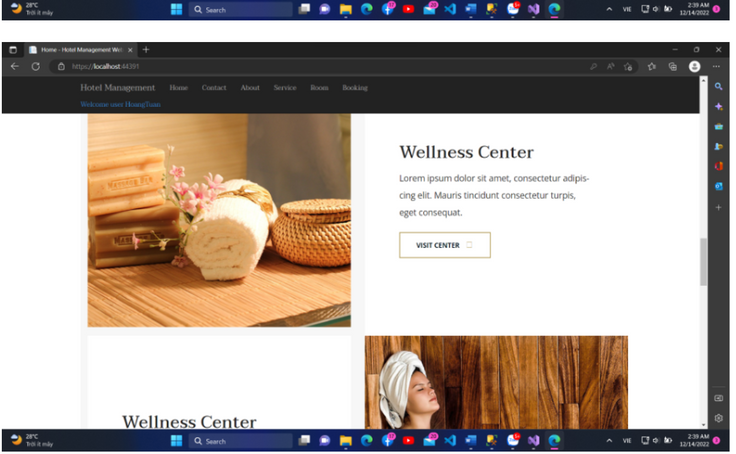 28°C
Trời ít mây
Search
VIE
2:39 AM
12/14/2022
Home - Hotel Management Web
https://localhost:44391
Hotel Management Home Contact About Service Room Booking
Welcome user HoangTuan
Wellness Center
Lorem ipsum dolor sit amet, consectetur adipis-
cing elit. Mauris tincidunt consectetur turpis,
eget consequat.
VISIT CENTER
Wellness Center
28°C
Trời ít mây
Search
VIE
2:39 AM
12/14/2022